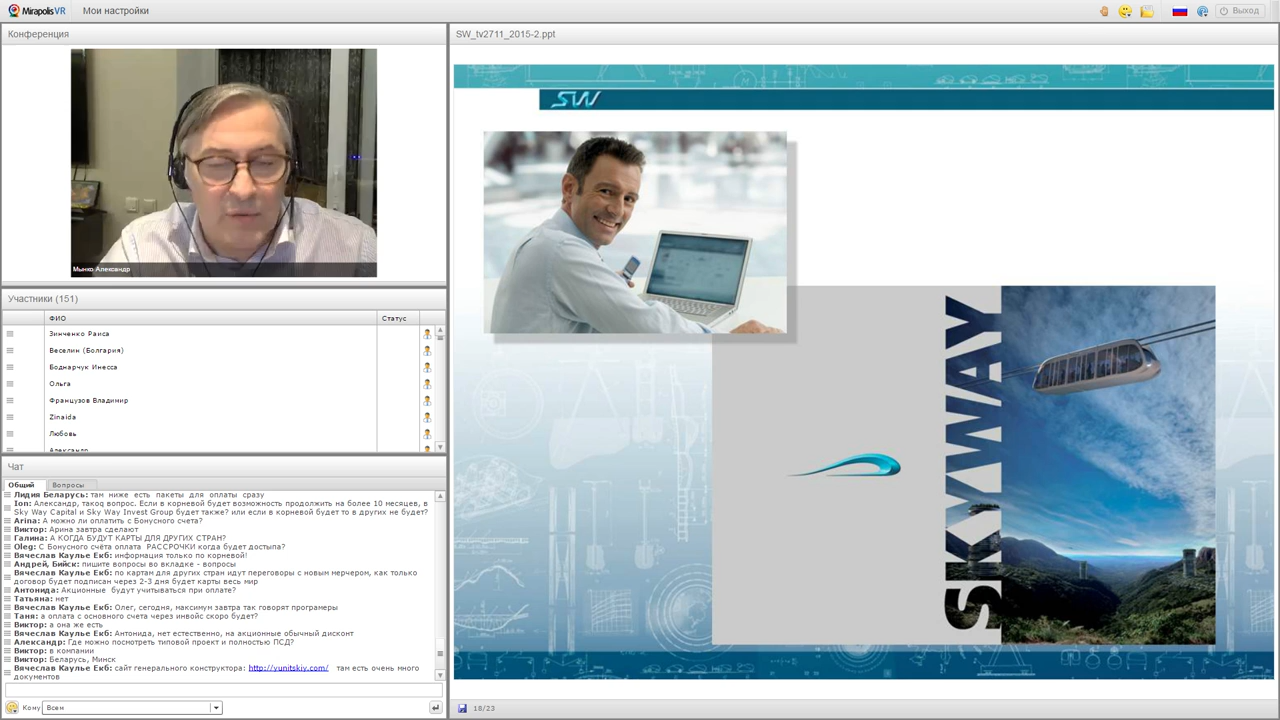 Mirapolis VR
Мои настройки
Выход
Конференция
Мынко Александр
Участники (151)
ФИО
Статус
Зинченко Раиса
Веселин (Болгария)
Боднарчук Инесса
Ольга
Французов Владимир
Zinaida
Любовь
Александр
Чат
Общий
Вопросы
Лидия Беларусь: там ниже есть пакеты для оплаты сразу
Ion: Александр, такоq вопрос. Если в корневой будет возможность продолжить на более 10 месяцев, в
Sky Way Capital и Sky Way Invest Group будет также? или если в корневой будет то в других не будет?
Arina: А можно ли оплатить с Бонусного счета?
Виктор: Арина завтра сделают
Галина: А КОГДА БУДУТ КАРТЫ ДЛЯ ДРУГИХ СТРАН?
Oleg: С Бонусного счёта оплата РАССРОЧКИ когда будет доступа?
Вячеслав Каулье Екб: информация только по корневой!
Андрей, Бийск: пишите вопросы во вкладке - вопросы
Вячеслав Каулье Екб: по картам для других стран идут переговоры с новым мерчером, как только
договор будет подписан через 2-3 дня будет карты весь мир
Антонида: Акционные будут учитываться при оплате?
Татьяна: нет
Вячеслав Каулье Екб: Олег, сегодня, максимум завтра так говорят програмеры
Таня: а оплата с основного счета через инвойс скоро будет?
Виктор: а она же есть
Вячеслав Каулье Екб: Антонида, нет естественно, на акционные обычный дисконт
Александр: Где можно посмотреть типовой проект и полностью ПСД?
Виктор: в компании
Виктор: Беларусь, Минск
Вячеслав Каулье Екб: сайт генерального конструктора: http://yunitskiy.com/ там есть очень много
документов
Кому
Всем
SW_tv2711_2015-2.ppt
SW
SKYWAY
18/23